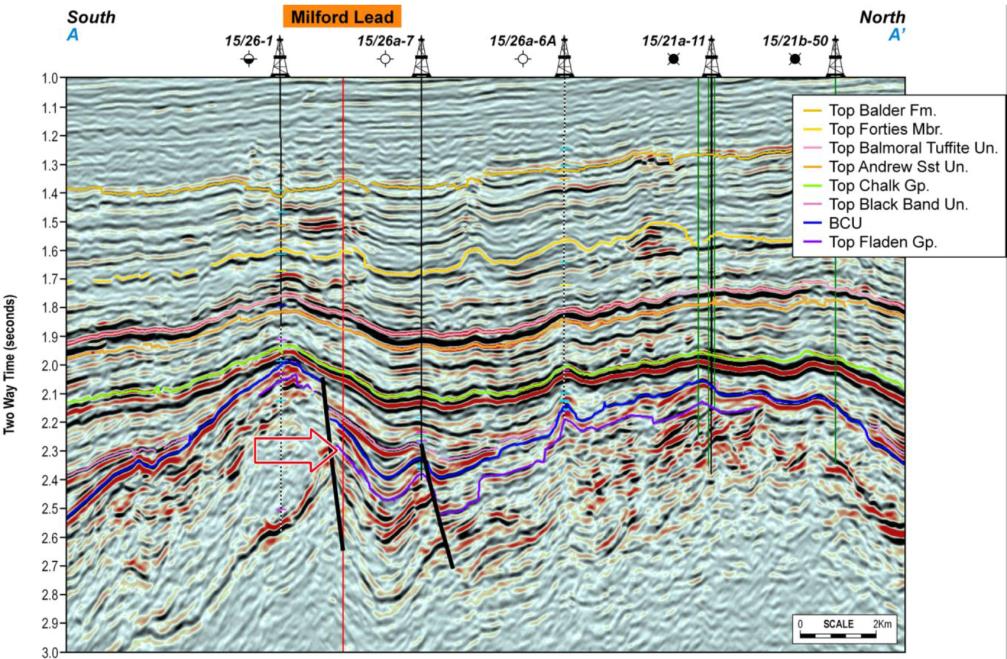 South
Milford Lead
North
A
A'
15/26-1
15/26a-7
15/26a-6A
15/21a-11
15/21b-50
Two Way Time (seconds)
1.0
1.1
1.2
1.3
1.4
1.5
1.6
1.7
1.8
1.9
2.0
2.1
2.2
2.3
2.4
2.5
2.6
2.7
2.8
2.9
3.0
Top Balder Fm.
Top Forties Mbr.
Top Balmoral Tuffite Un.
Top Andrew Sst Un.
Top Chalk Gp.
Top Black Band Un.
BCU
Top Fladen Gp.
0 SCALE 2Km